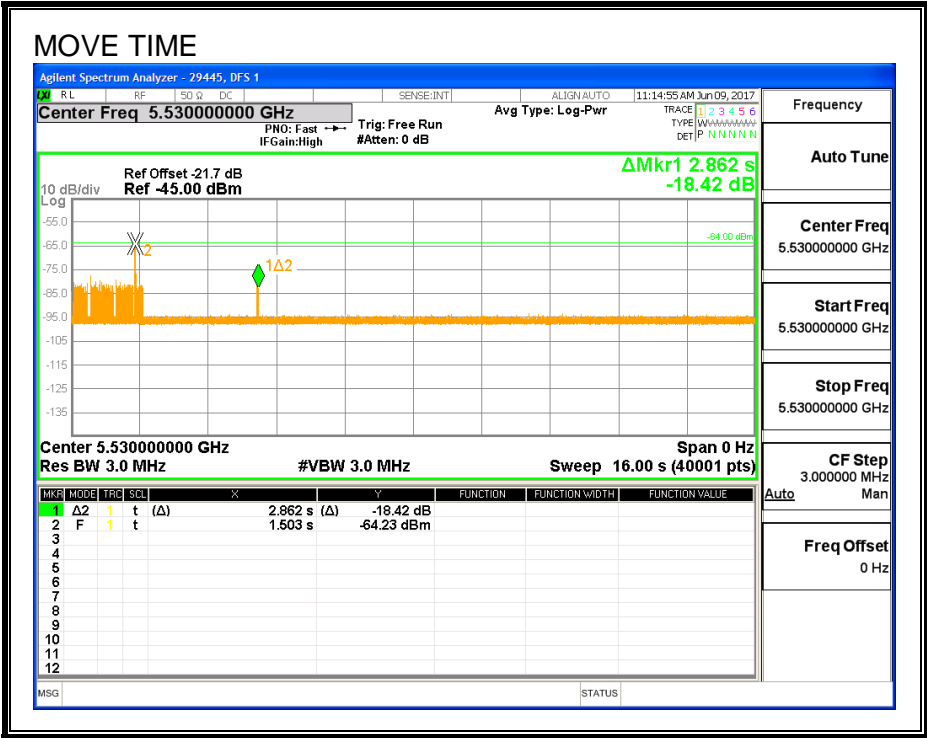 MOVE TIME
Agilent Spectrum Analyzer - 29445, DFS 1
LXI RL RF 50 Ω DC SENSE:INT ALIGN AUTO 11:14:55 AM Jun 09, 2017
Center Freq 5.530000000 GHz
PNO: Fast
IFGain:High
Trig: Free Run
#Atten: 0 dB
Avg Type: Log-Pwr
TRACE 1 2 3 4 5 6
TYPE W
DET P N N N N N
ΔMkr1 2.862 s
-18.42 dB
Ref Offset -21.7 dB
10 dB/div Ref -45.00 dBm
Log
-55.0
-65.0
-75.0
-85.0
-95.0
-105
-115
-125
-135
-64.00 dBm
2
1Δ2
Center 5.530000000 GHz Span 0 Hz
Res BW 3.0 MHz #VBW 3.0 MHz Sweep 16.00 s (40001 pts)
MKR MODE TRC SCL X Y FUNCTION FUNCTION WIDTH FUNCTION VALUE
1 Δ2 1 t (Δ) 2.862 s (Δ) -18.42 dB
2 F 1 t 1.503 s -64.23 dBm
3
4
5
6
7
8
9
10
11
12
MSG STATUS
Frequency
Auto Tune
Center Freq
5.530000000 GHz
Start Freq
5.530000000 GHz
Stop Freq
5.530000000 GHz
CF Step
3.000000 MHz
Auto Man
Freq Offset
0 Hz